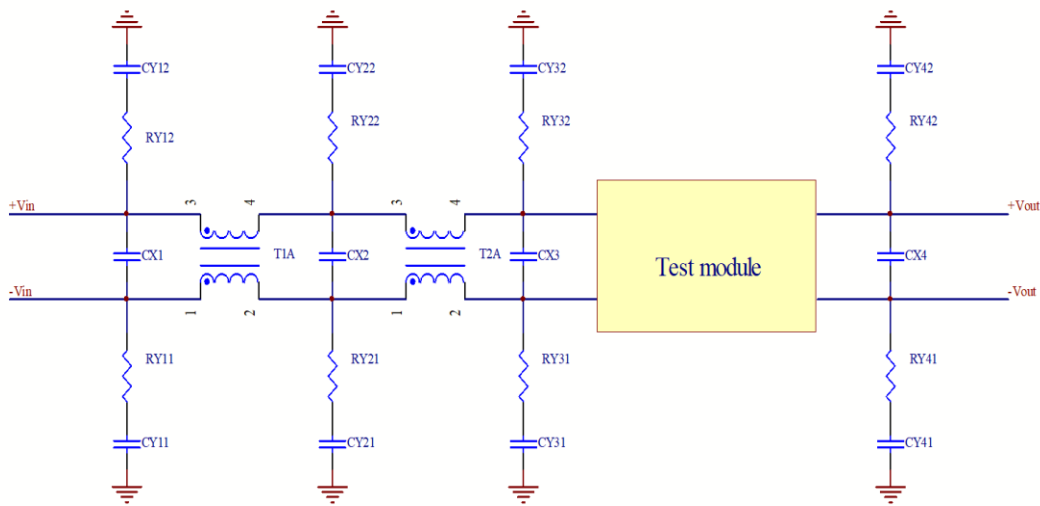 CY12
CY22
CY32
CY42
RY12
RY22
RY32
RY42
+Vin
3
4
3
4
+Vout
CX1
T1A
CX2
T2A
CX3
Test module
CX4
-Vin
1
2
1
2
-Vout
RY11
RY21
RY31
RY41
CY11
CY21
CY31
CY41